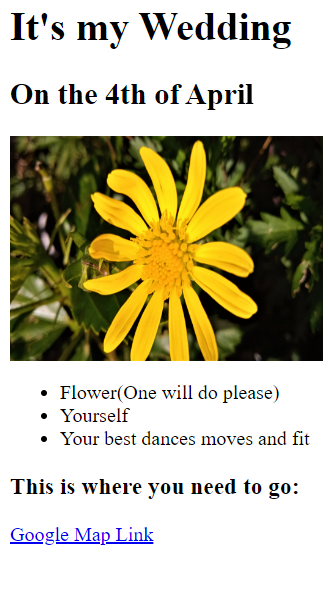 It's my Wedding
On the 4th of April
Flower(One will do please)
Yourself
Your best dances moves and fit
This is where you need to go:
Google Map Link